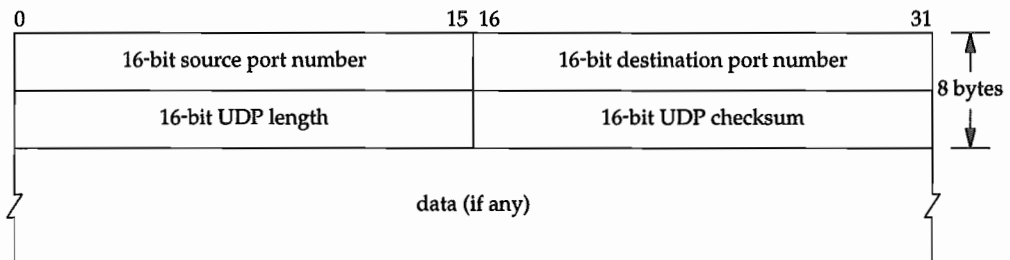 0 15 16 31
16-bit source port number 16-bit destination port number
8 bytes
16-bit UDP length 16-bit UDP checksum
data (if any)